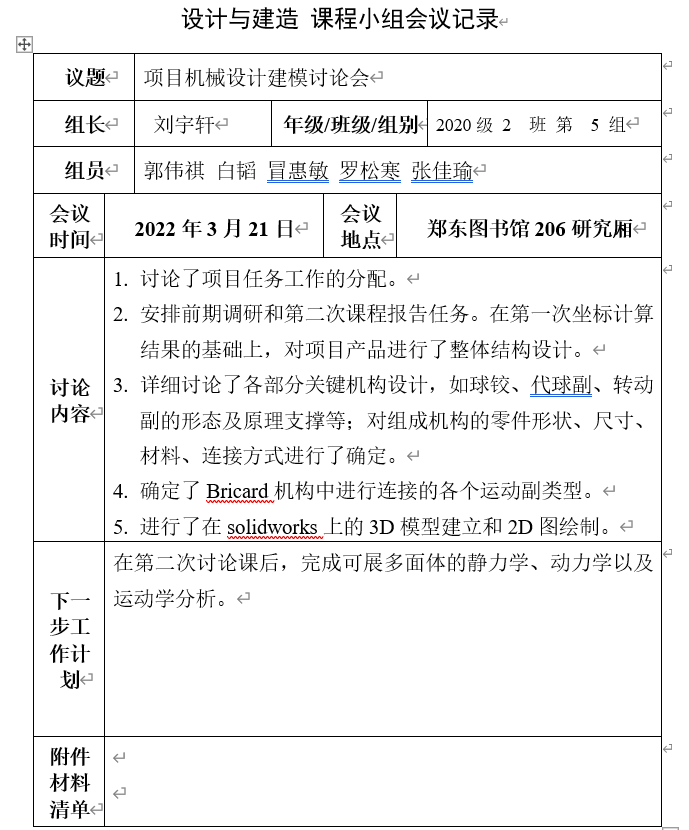 设计与建造 课程小组会议记录
议题 项目机械设计建模讨论会
组长 刘宇轩 年级/班级/组别 2020 级 2 班 第 5 组
组员 郭伟祺 白韬 冒惠敏 罗松寒 张佳瑜
会议
时间
2022 年 3 月 21 日
会议
地点
郑东图书馆 206 研究厢
讨论
内容
1. 讨论了项目任务工作的分配。
2. 安排前期调研和第二次课程报告任务。在第一次坐标计算
结果的基础上，对项目产品进行了整体结构设计。
3. 详细讨论了各部分关键机构设计，如球铰、代球副、转动
副的形态及原理支撑等；对组成机构的零件形状、尺寸、
材料、连接方式进行了确定。
4. 确定了 Bricard 机构中进行连接的各个运动副类型。
5. 进行了在 solidworks 上的 3D 模型建立和 2D 图绘制。
下一
步工
作计
划
在第二次讨论课后，完成可展多面体的静力学、动力学以及
运动学分析。
附件
材料
清单